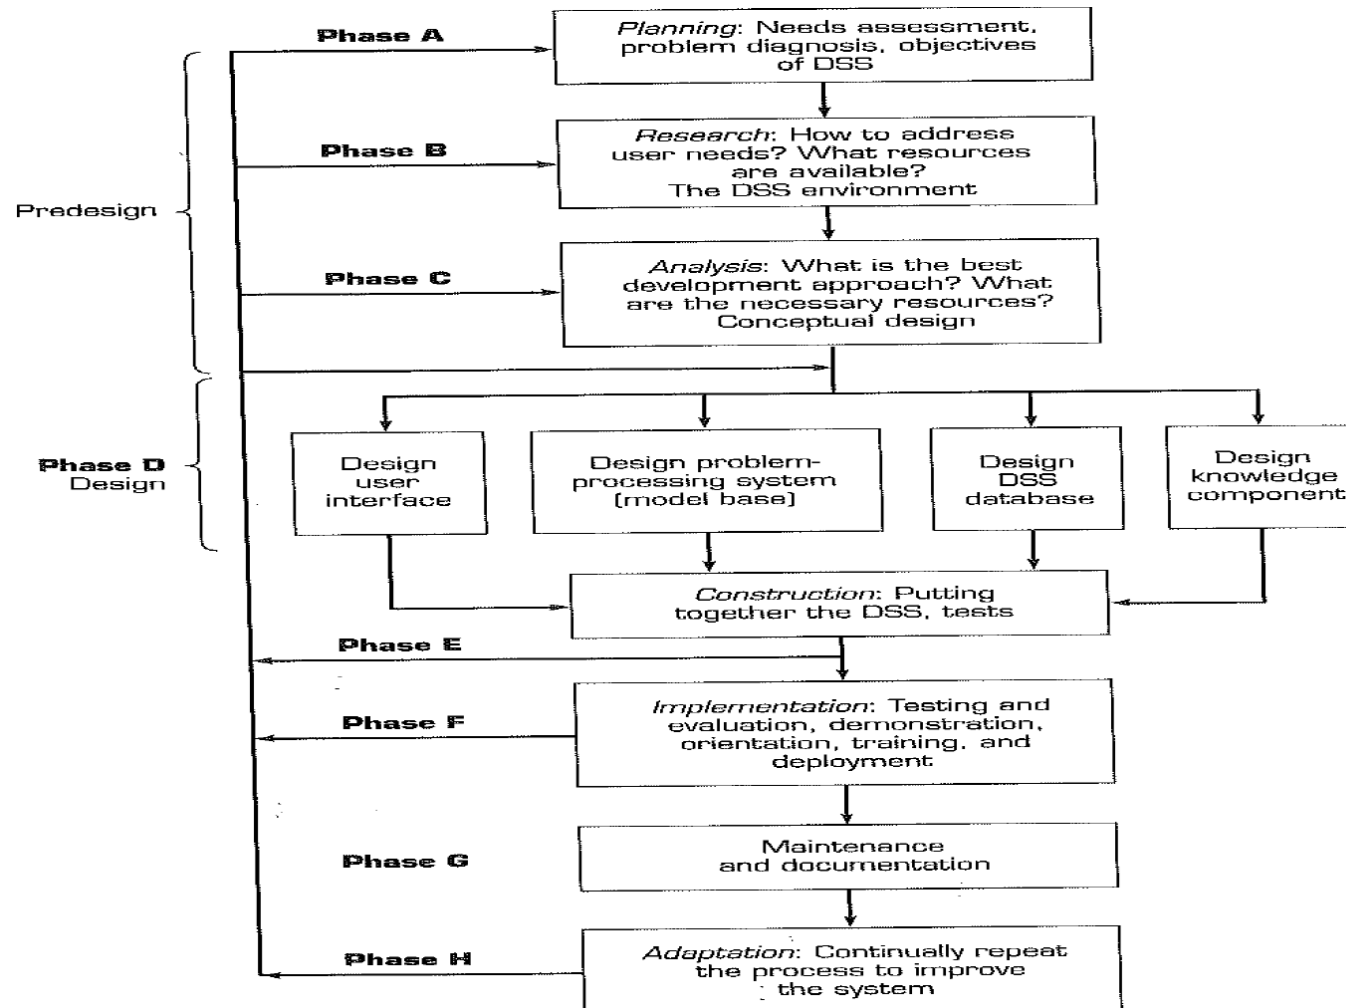 Phase A
Planning: Needs assessment,
problem diagnosis, objectives
of DSS
Phase B
Research: How to address
user needs? What resources
are available?
The DSS environment
Predesign
Phase C
Analysis: What is the best
development approach? What
are the necessary resources?
Conceptual design
Phase D
Design
Design
user
interface
Design problem-
processing system
(model base)
Design
DSS
database
Design
knowledge
component
Construction: Putting
together the DSS, tests
Phase E
Implementation: Testing and
evaluation, demonstration,
orientation, training, and
deployment
Phase F
Maintenance
and documentation
Phase G
Adaptation: Continually repeat
the process to improve
the system
Phase H